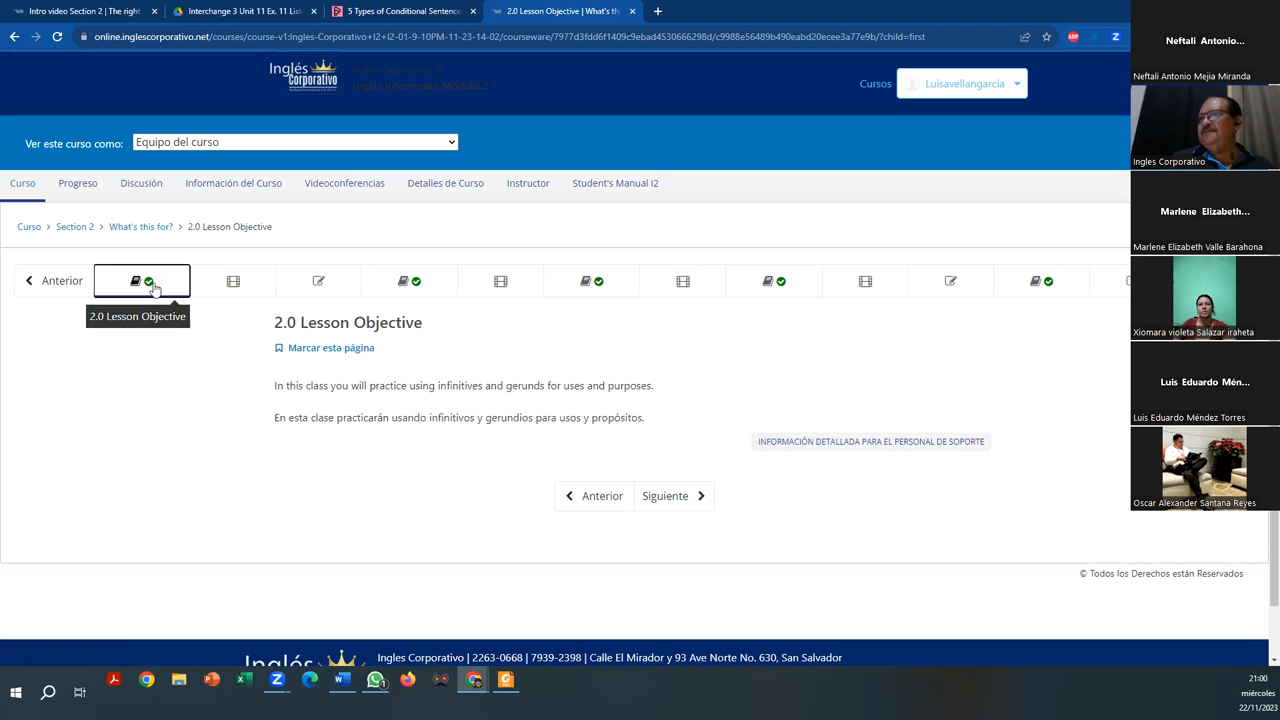 Intro video Section 2 | The right
Interchange 3 Unit 11 Ex. 11 List
5 Types of Conditional Sentence
2.0 Lesson Objective | What's thi
online.inglescorporativo.net/courses/course-v1:Ingles-Corporativo+I2+I2-01-9-10PM-11-23-14-02/courseware/7977d3fdd6f1409c9ebad4530666298d/c9988e56489b490eabd20ecee3a77e9b/?child=first
Inglés
Corporativo
Ingles-Corporativo I2
Inglés Intermedio Modulo 2
Cursos
Luisavellangarcia
Ver este curso como:
Equipo del curso
Curso
Progreso
Discusión
Información del Curso
Videoconferencias
Detalles de Curso
Instructor
Student's Manual I2
Curso > Section 2 > What's this for? > 2.0 Lesson Objective
Anterior
2.0 Lesson Objective
2.0 Lesson Objective
Marcar esta página
In this class you will practice using infinitives and gerunds for uses and purposes.
En esta clase practicarán usando infinitivos y gerundios para usos y propósitos.
INFORMACIÓN DETALLADA PARA EL PERSONAL DE SOPORTE
Anterior
Siguiente
© Todos los Derechos están Reservados
Inglés
Ingles Corporativo | 2263-0668 | 7939-2398 | Calle El Mirador y 93 Ave Norte No. 630, San Salvador
Neftali Antonio...
Neftali Antonio Mejia Miranda
Ingles Corporativo
Marlene Elizabeth...
Marlene Elizabeth Valle Barahona
Xiomara violeta Salazar iraheta
Luis Eduardo Mén...
Luis Eduardo Méndez Torres
Oscar Alexander Santana Reyes
21:00
miércoles
22/11/2023